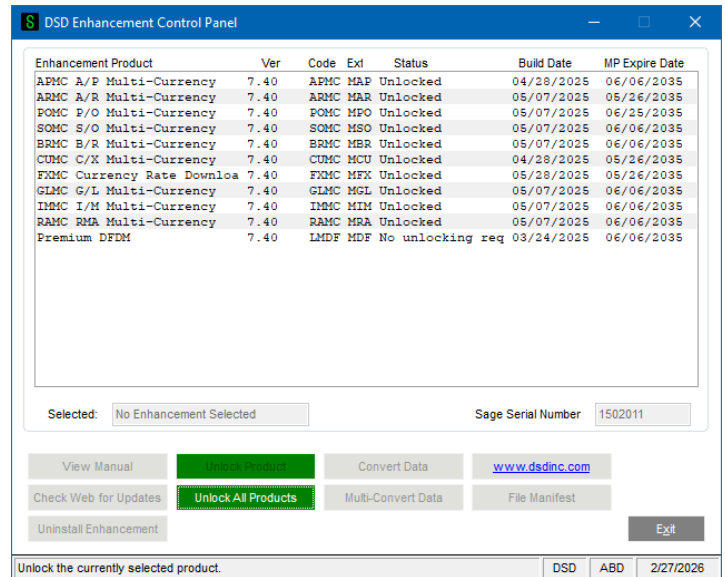 S DSD Enhancement Control Panel
Enhancement Product Ver Code Ext Status Build Date MP Expire Date
APMC A/P Multi-Currency 7.40 APMC MAP Unlocked 04/28/2025 06/06/2035
ARMC A/R Multi-Currency 7.40 ARMC MAR Unlocked 05/07/2025 05/26/2035
POMC P/O Multi-Currency 7.40 POMC MPO Unlocked 05/07/2025 06/25/2035
SOMC S/O Multi-Currency 7.40 SOMC MSO Unlocked 05/07/2025 06/06/2035
BRMC B/R Multi-Currency 7.40 BRMC MBR Unlocked 05/07/2025 06/06/2035
CUMC C/X Multi-Currency 7.40 CUMC MCU Unlocked 04/28/2025 05/26/2035
FXMC Currency Rate Downloa 7.40 FXMC MFX Unlocked 05/28/2025 05/26/2035
GLMC G/L Multi-Currency 7.40 GLMC MGL Unlocked 05/07/2025 06/06/2035
IMMC I/M Multi-Currency 7.40 IMMC MIM Unlocked 05/07/2025 06/06/2035
RAMC RMA Multi-Currency 7.40 RAMC MRA Unlocked 05/07/2025 06/06/2035
Premium DFDM 7.40 LMDF MDF No unlocking req 03/24/2025 06/06/2035
Selected: No Enhancement Selected Sage Serial Number 1502011
View Manual Unlock Product Convert Data www.dsdinc.com
Check Web for Updates Unlock All Products Multi-Convert Data File Manifest
Uninstall Enhancement Exit
Unlock the currently selected product. DSD ABD 2/27/2026